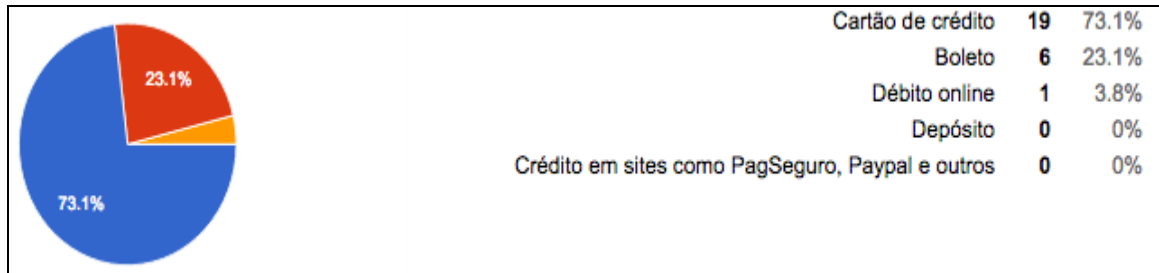 23.1%
73.1%
Cartão de crédito 19 73.1%
Boleto 6 23.1%
Débito online 1 3.8%
Depósito 0 0%
Crédito em sites como PagSeguro, Paypal e outros 0 0%